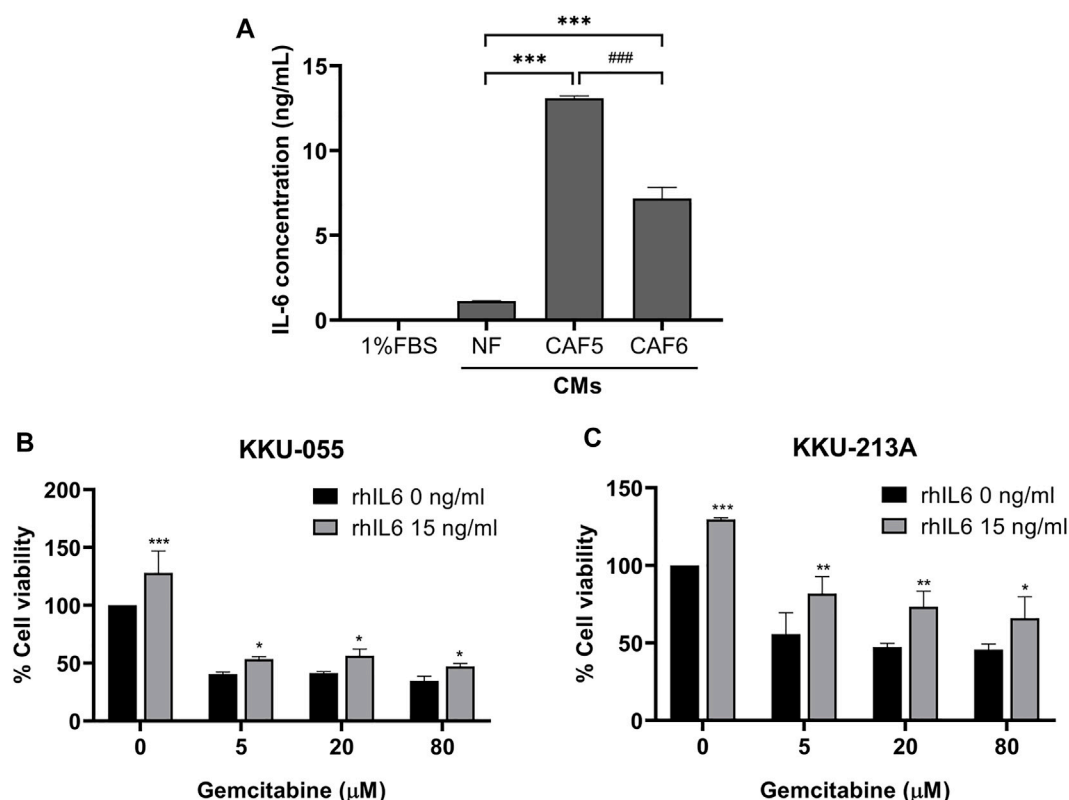 A
***
*** ###
IL-6 concentration (ng/mL)
15
10
5
0
1%FBS NF CAF5 CAF6
CMs
B
KKU-055
rhIL6 0 ng/ml
rhIL6 15 ng/ml
% Cell viability
200
150
100
50
0
***
*
*
*
0 5 20 80
Gemcitabine (μM)
C
KKU-213A
rhIL6 0 ng/ml
rhIL6 15 ng/ml
% Cell viability
150
100
50
0
***
**
**
*
0 5 20 80
Gemcitabine (μM)